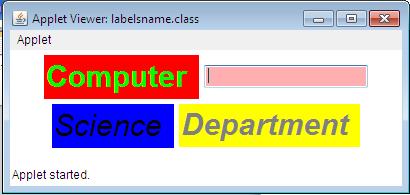 Applet Viewer: labelsname.class
Applet
Computer
Science Department
Applet started.